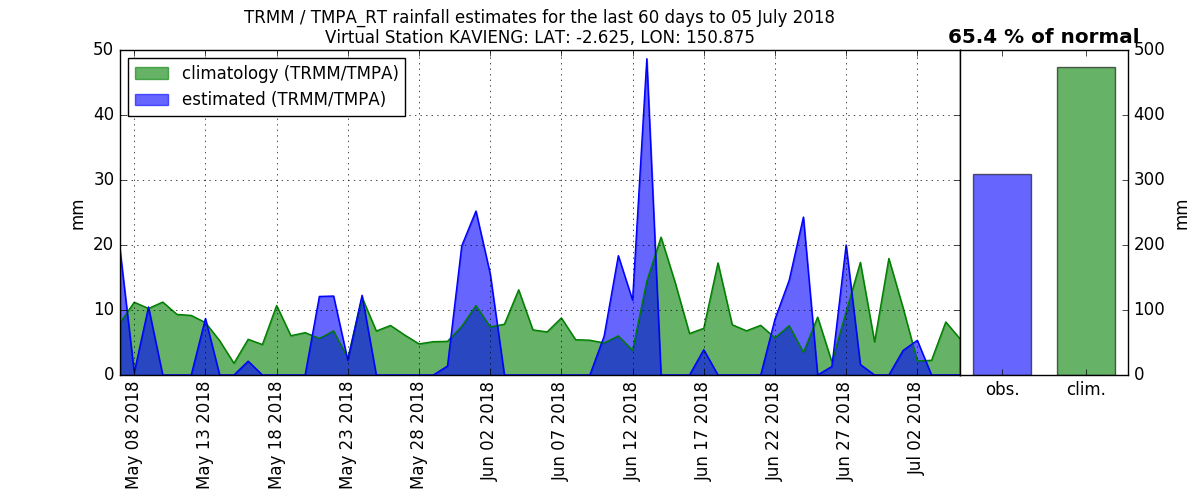 TRMM / TMPA_RT rainfall estimates for the last 60 days to 05 July 2018
Virtual Station KAVIENG: LAT: -2.625, LON: 150.875
65.4 % of normal
climatology (TRMM/TMPA)
estimated (TRMM/TMPA)
50
40
30
20
10
0
mm
May 08 2018
May 13 2018
May 18 2018
May 23 2018
May 28 2018
Jun 02 2018
Jun 07 2018
Jun 12 2018
Jun 17 2018
Jun 22 2018
Jun 27 2018
Jul 02 2018
obs.
clim.
500
400
300
200
100
0
mm